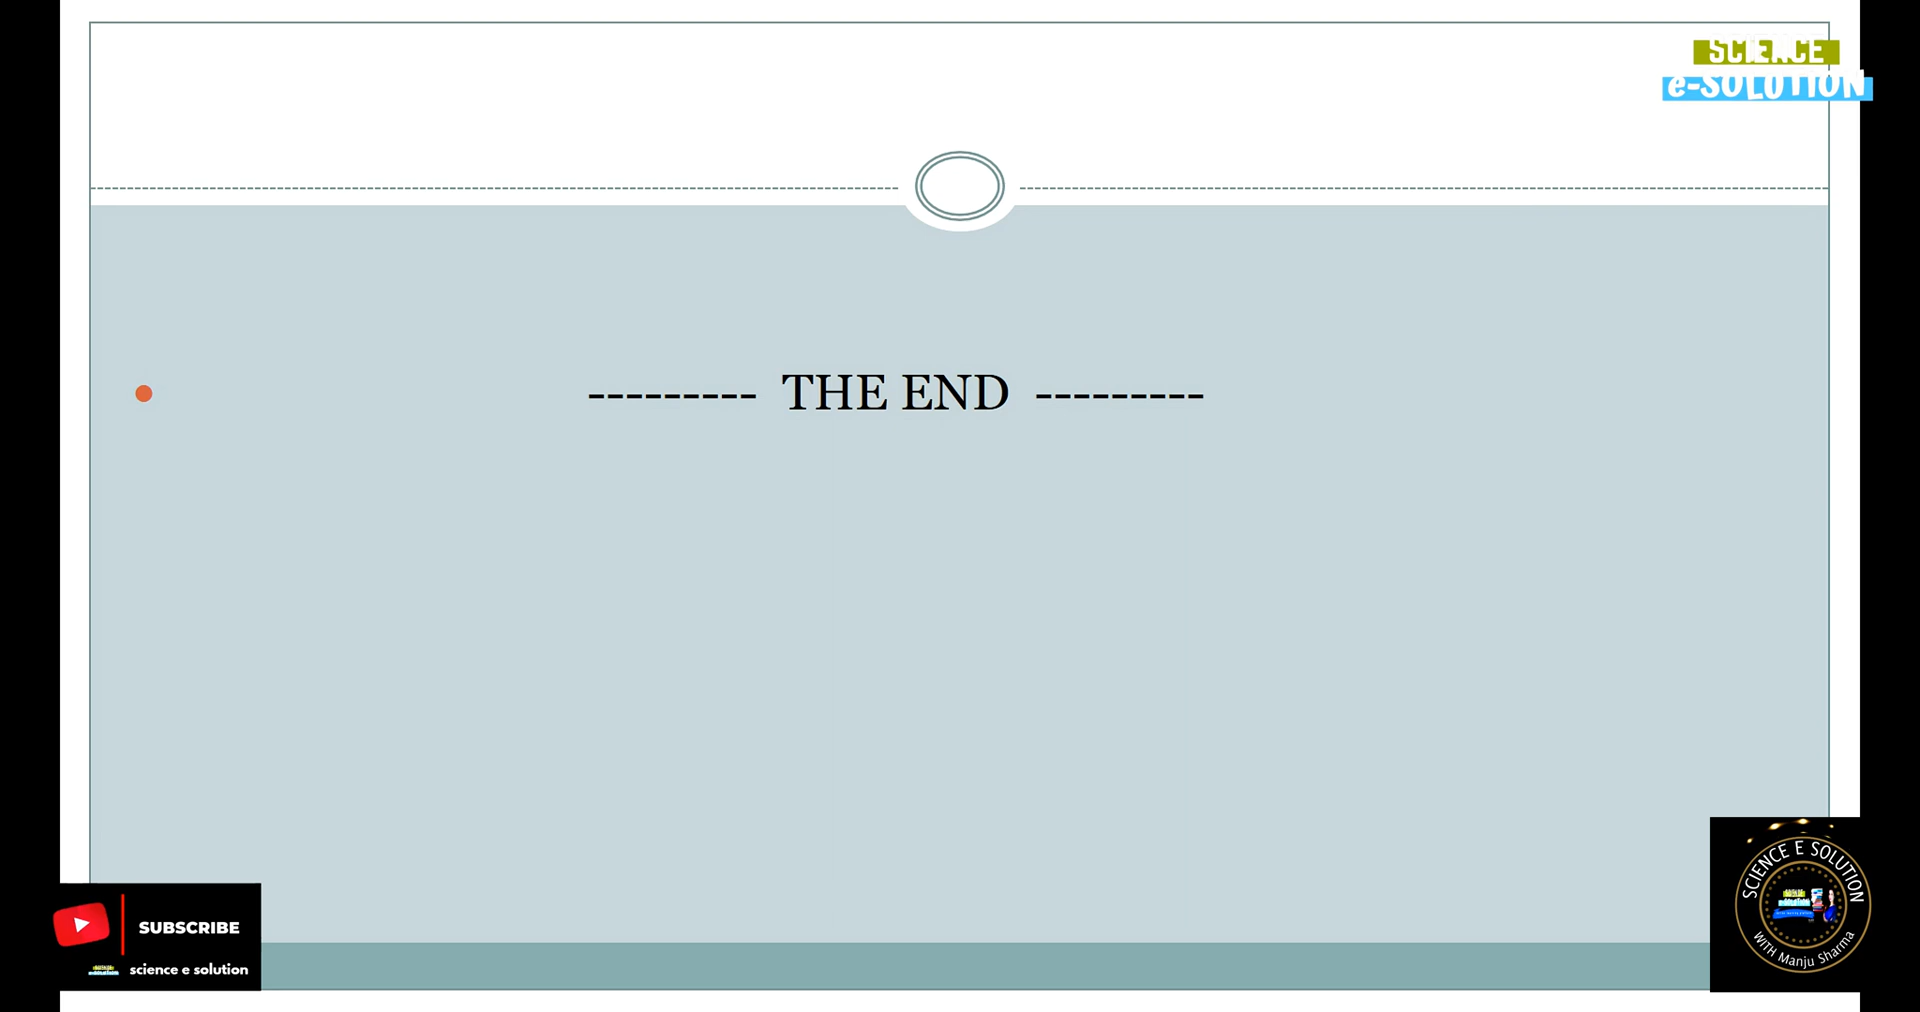 SCIENCE
e-SOLUTION
--------- THE END ---------
SUBSCRIBE
science e solution
SCIENCE E SOLUTION
WITH Manju Sharma